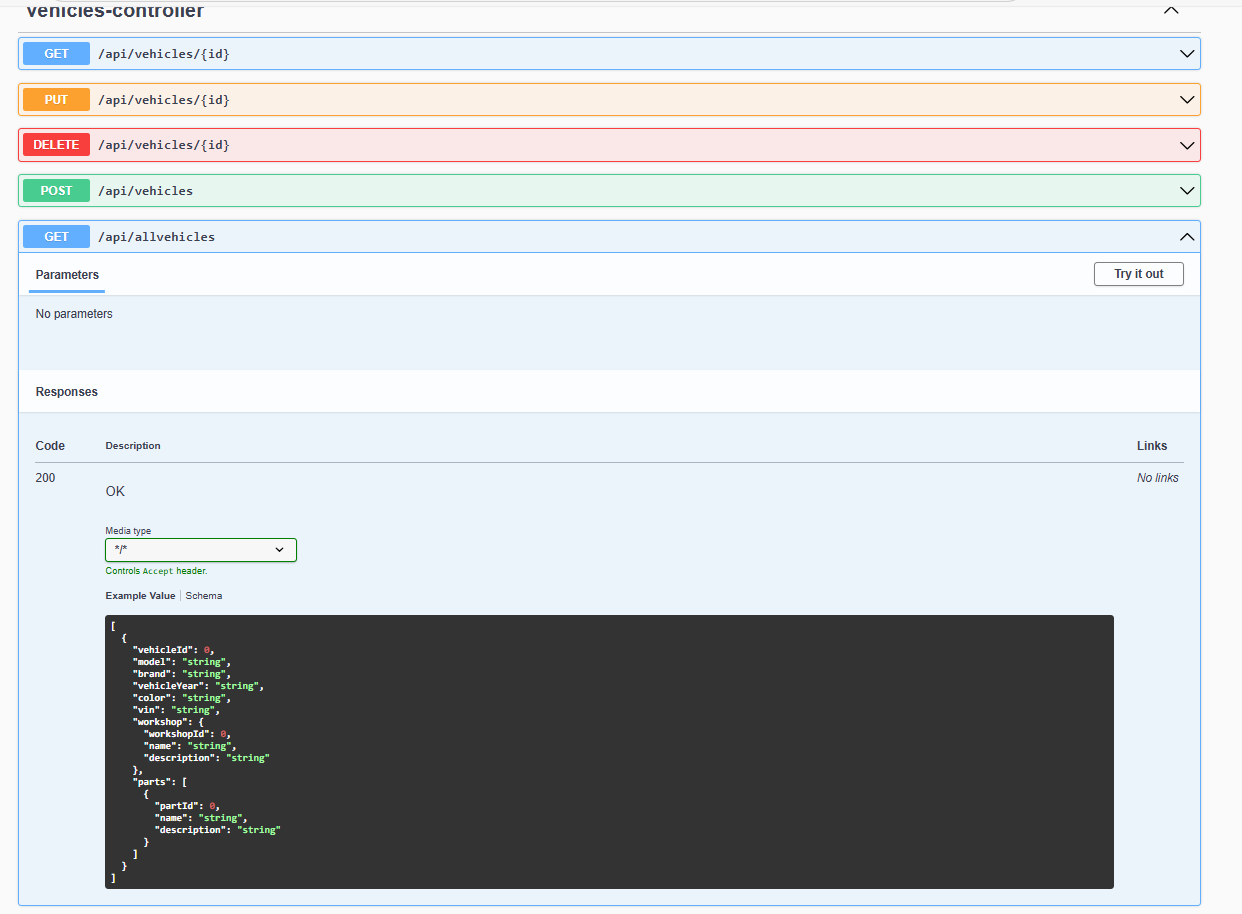 vehicles-controller
GET /api/vehicles/{id}
PUT /api/vehicles/{id}
DELETE /api/vehicles/{id}
POST /api/vehicles
GET /api/allvehicles
Parameters
Try it out
No parameters
Responses
Code Description Links
200 No links
OK
Media type
*/*
Controls Accept header.
Example Value Schema
[
  {
    "vehicleId": 0,
    "model": "string",
    "brand": "string",
    "vehicleYear": "string",
    "color": "string",
    "vin": "string",
    "workshop": {
      "workshopId": 0,
      "name": "string",
      "description": "string"
    },
    "parts": [
      {
        "partId": 0,
        "name": "string",
        "description": "string"
      }
    ]
  }
]